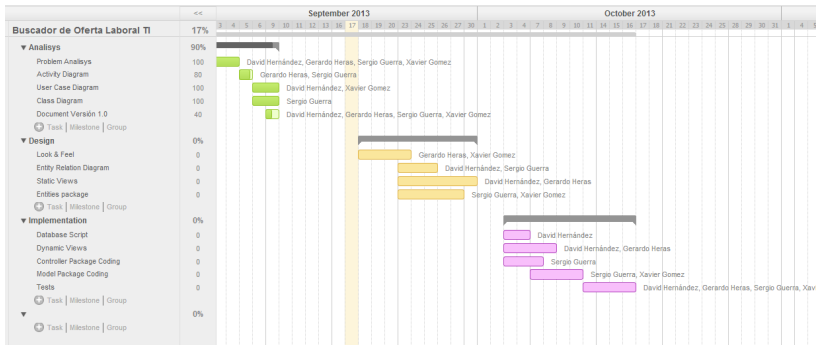 << September 2013 October 2013
Buscador de Oferta Laboral TI 17% 3 4 5 6 9 10 11 12 13 16 17 18 19 20 23 24 25 26 27 30 1 2 3 4 7 8 9 10 11 14 15 16 17 18 21 22 23 24 25 28 29 30 31 1 4
Analisys 90%
Problem Analisys 100 David Hernández, Gerardo Heras, Sergio Guerra, Xavier Gomez
Activity Diagram 80 Gerardo Heras, Sergio Guerra
User Case Diagram 100 David Hernández, Xavier Gomez
Class Diagram 100 Sergio Guerra
Document Versión 1.0 40 David Hernández, Gerardo Heras, Sergio Guerra, Xavier Gomez
Task | Milestone | Group
Design 0%
Look & Feel 0 Gerardo Heras, Xavier Gomez
Entity Relation Diagram 0 David Hernández, Sergio Guerra
Static Views 0 David Hernández, Gerardo Heras
Entities package 0 Sergio Guerra, Xavier Gomez
Task | Milestone | Group
Implementation 0%
Database Script 0 David Hernández
Dynamic Views 0 David Hernández, Gerardo Heras
Controller Package Coding 0 Sergio Guerra
Model Package Coding 0 Sergio Guerra, Xavier Gomez
Tests 0 David Hernández, Gerardo Heras, Sergio Guerra, Xav
Task | Milestone | Group
0%
Task | Milestone | Group